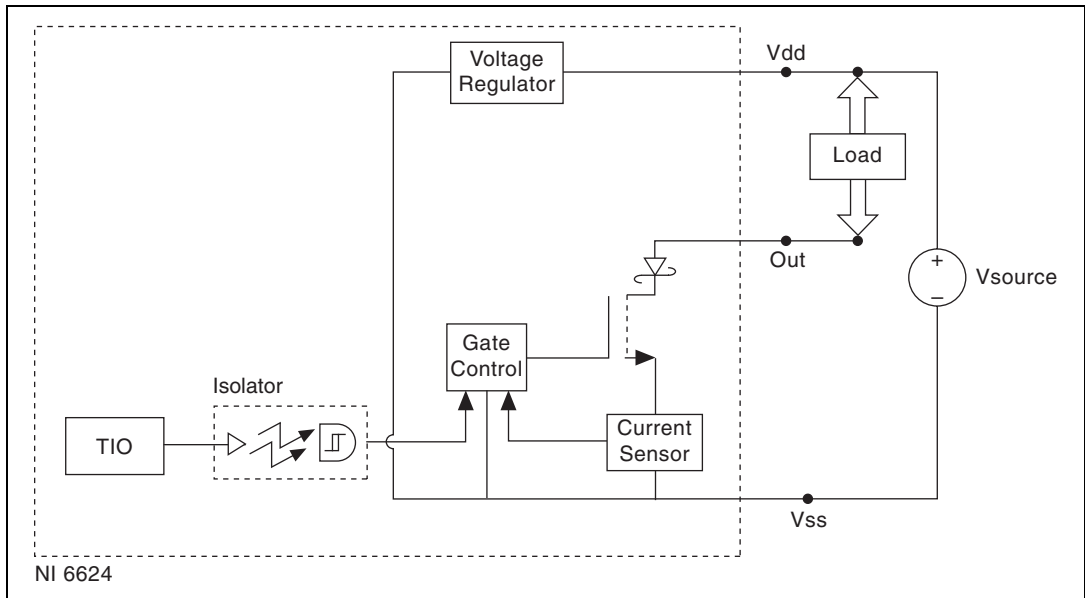 Voltage
Regulator
Vdd
Load
Out
+
−
Vsource
Gate
Control
Isolator
TIO
Current
Sensor
Vss
NI 6624